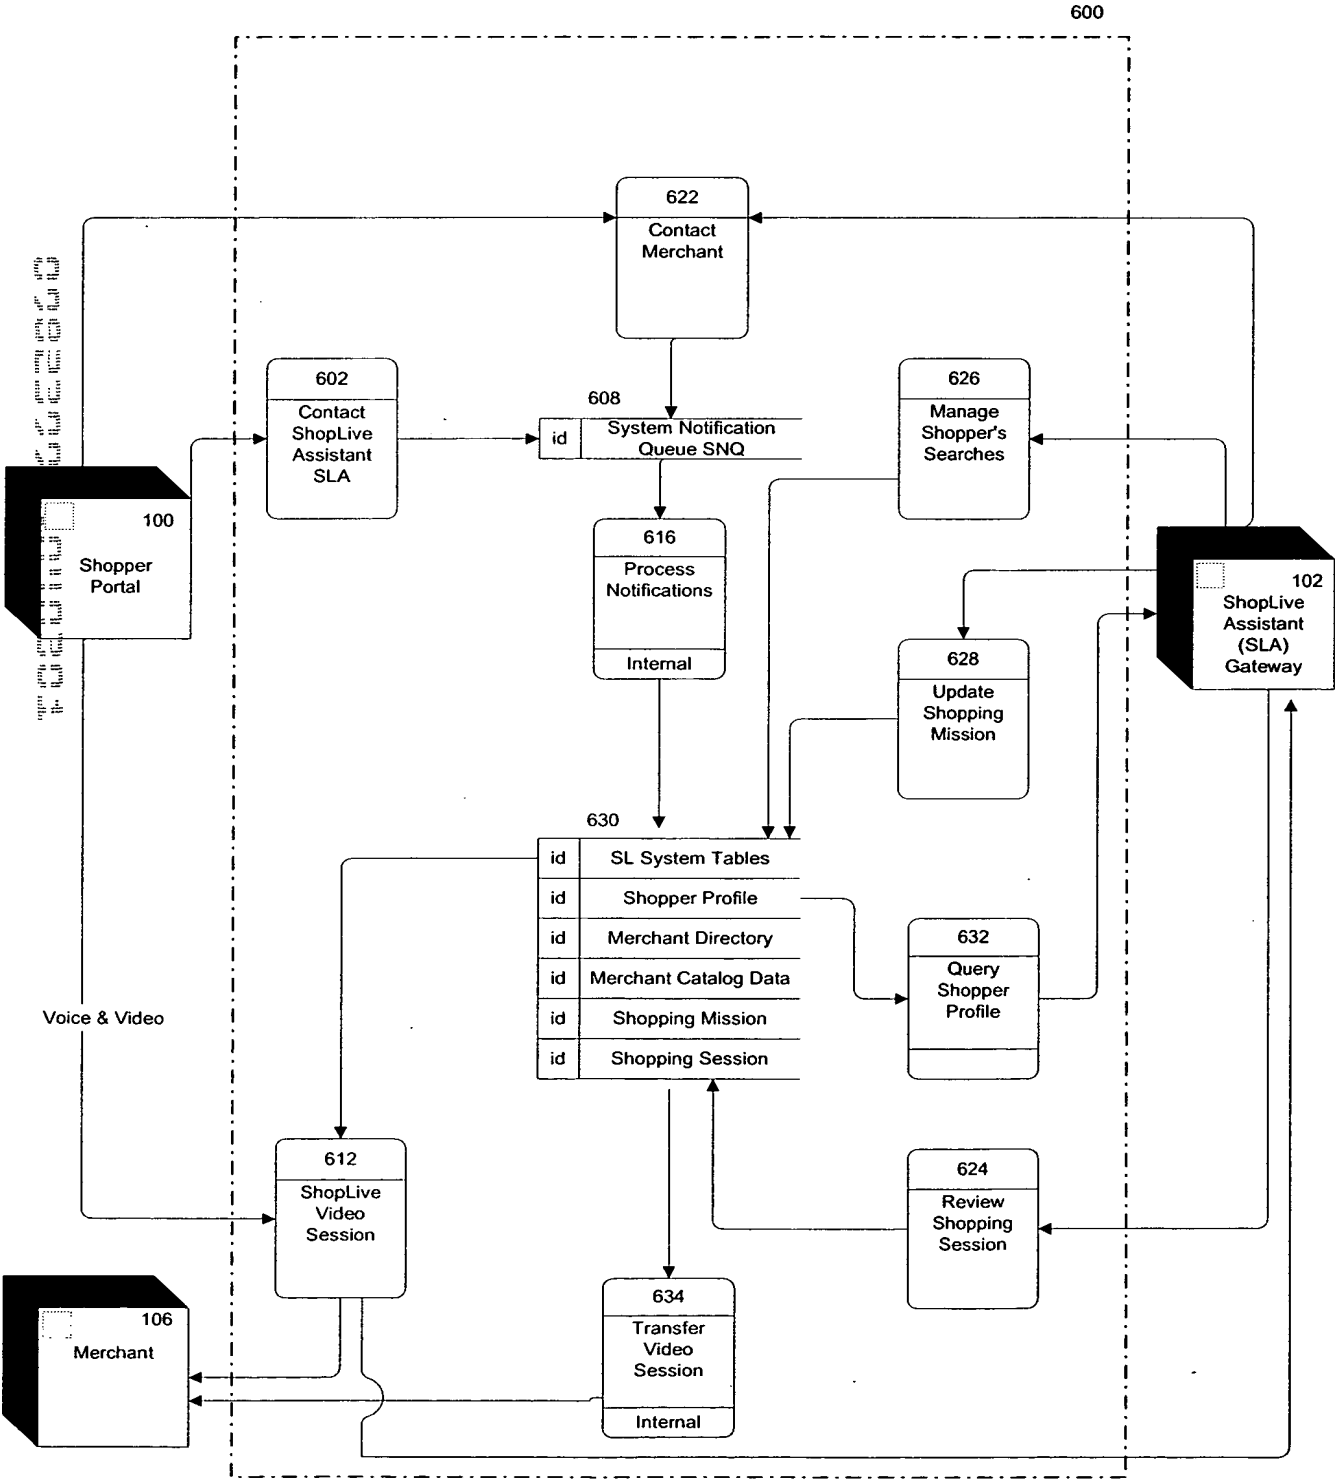 600
622
Contact
Merchant
602
Contact
ShopLive
Assistant
SLA
608
id
System Notification
Queue SNQ
626
Manage
Shopper's
Searches
100
Shopper
Portal
616
Process
Notifications
Internal
102
ShopLive
Assistant
(SLA)
Gateway
628
Update
Shopping
Mission
630
id SL System Tables
id Shopper Profile
id Merchant Directory
id Merchant Catalog Data
id Shopping Mission
id Shopping Session
632
Query
Shopper
Profile
Voice & Video
612
ShopLive
Video
Session
624
Review
Shopping
Session
634
Transfer
Video
Session
Internal
106
Merchant